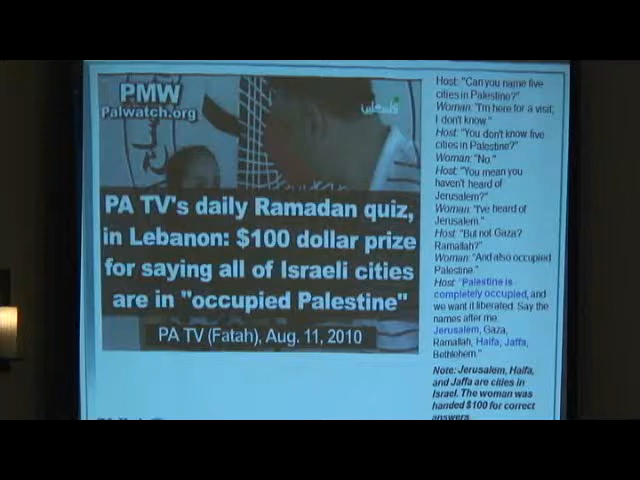 PMW
Palwatch.org
فلسطين
PA TV's daily Ramadan quiz,
in Lebanon: $100 dollar prize
for saying all of Israeli cities
are in "occupied Palestine"
PA TV (Fatah), Aug. 11, 2010
Host: "Can you name five
cities in Palestine?"
Woman: "I'm here for a visit,
I don't know."
Host: "You don't know five
cities in Palestine?"
Woman: "No."
Host: "You mean you
haven't heard of
Jerusalem?"
Woman: "I've heard of
Jerusalem."
Host: "But not Gaza?
Ramallah?"
Woman: "And also occupied
Palestine."
Host: "Palestine is
completely occupied, and
we want it liberated. Say the
names after me.
Jerusalem, Gaza,
Ramallah, Haifa, Jaffa,
Bethlehem."
Note: Jerusalem, Haifa,
and Jaffa are cities in
Israel. The woman was
handed $100 for correct
answers.